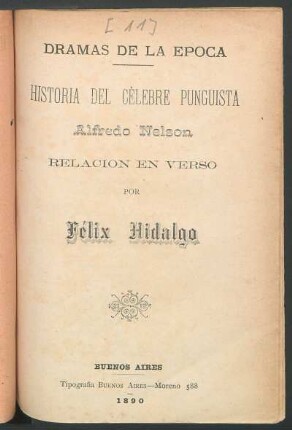 [11]
DRAMAS DE LA EPOCA
HISTORIA DEL CÉLEBRE PUNGUISTA
Alfredo Nelson
RELACION EN VERSO
POR
Félix Hidalgo
BUENOS AIRES
Tipografía BUENOS AIRES—Moreno 588
1890